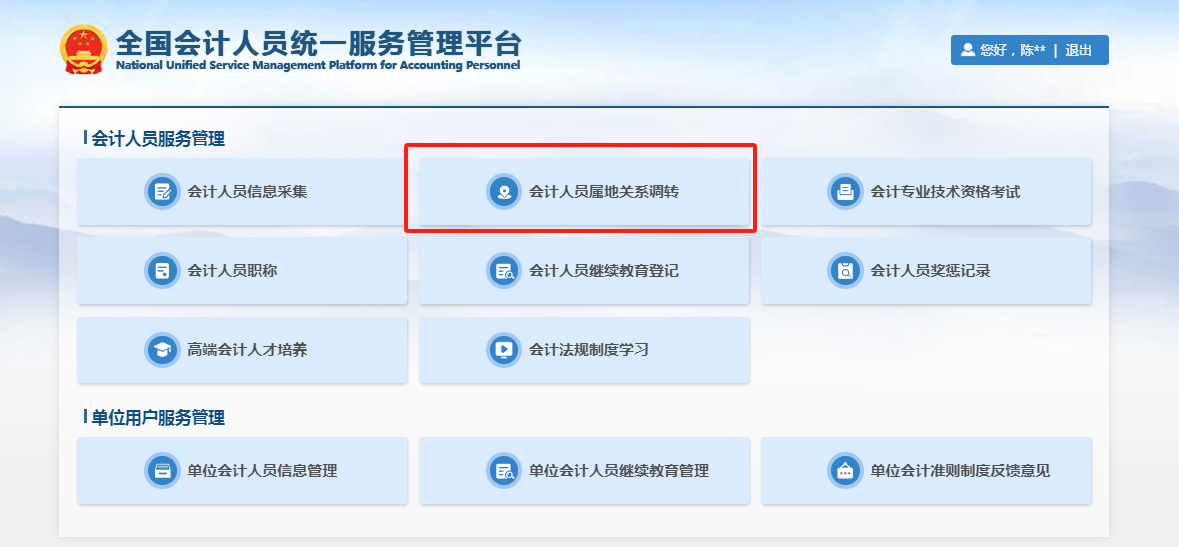 全国会计人员统一服务管理平台
National Unified Service Management Platform for Accounting Personnel
您好，陈** | 退出
会计人员服务管理
会计人员信息采集
会计人员属地关系调转
会计专业技术资格考试
会计人员职称
会计人员继续教育登记
会计人员奖惩记录
高端会计人才培养
会计法规制度学习
单位用户服务管理
单位会计人员信息管理
单位会计人员继续教育管理
单位会计准则制度反馈意见